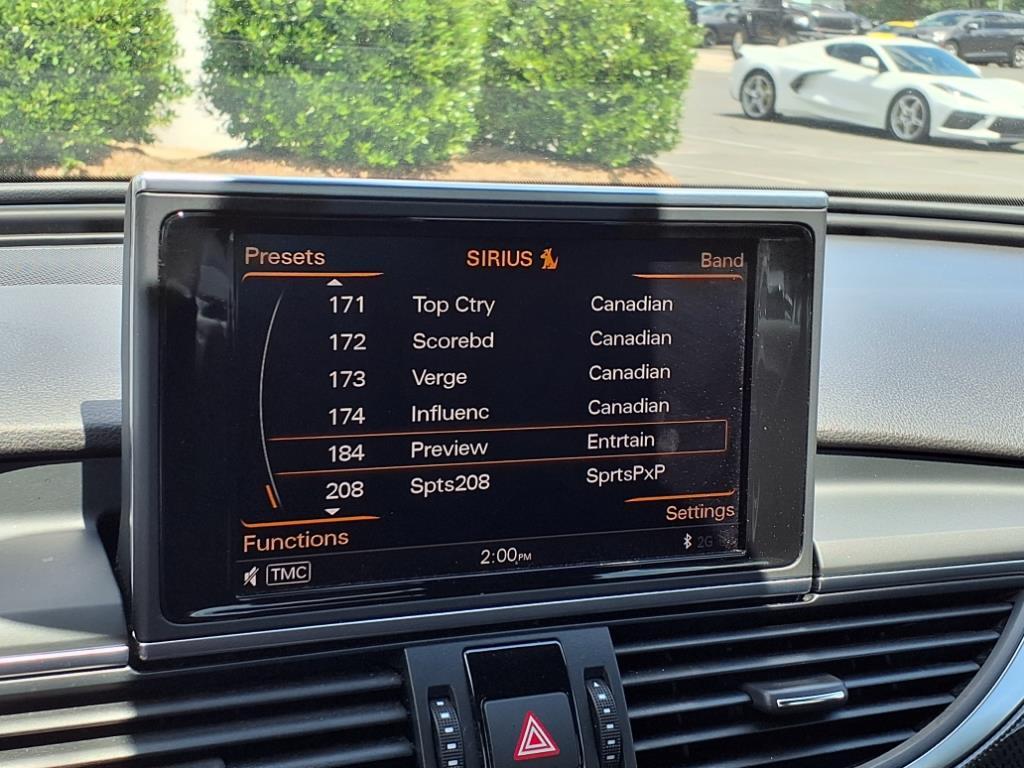 Presets SIRIUS Band
171 Top Ctry Canadian
172 Scorebd Canadian
173 Verge Canadian
174 Influenc Canadian
184 Preview Entrtain
208 Spts208 SprtsPxP
Functions Settings
TMC 2:00PM 2G